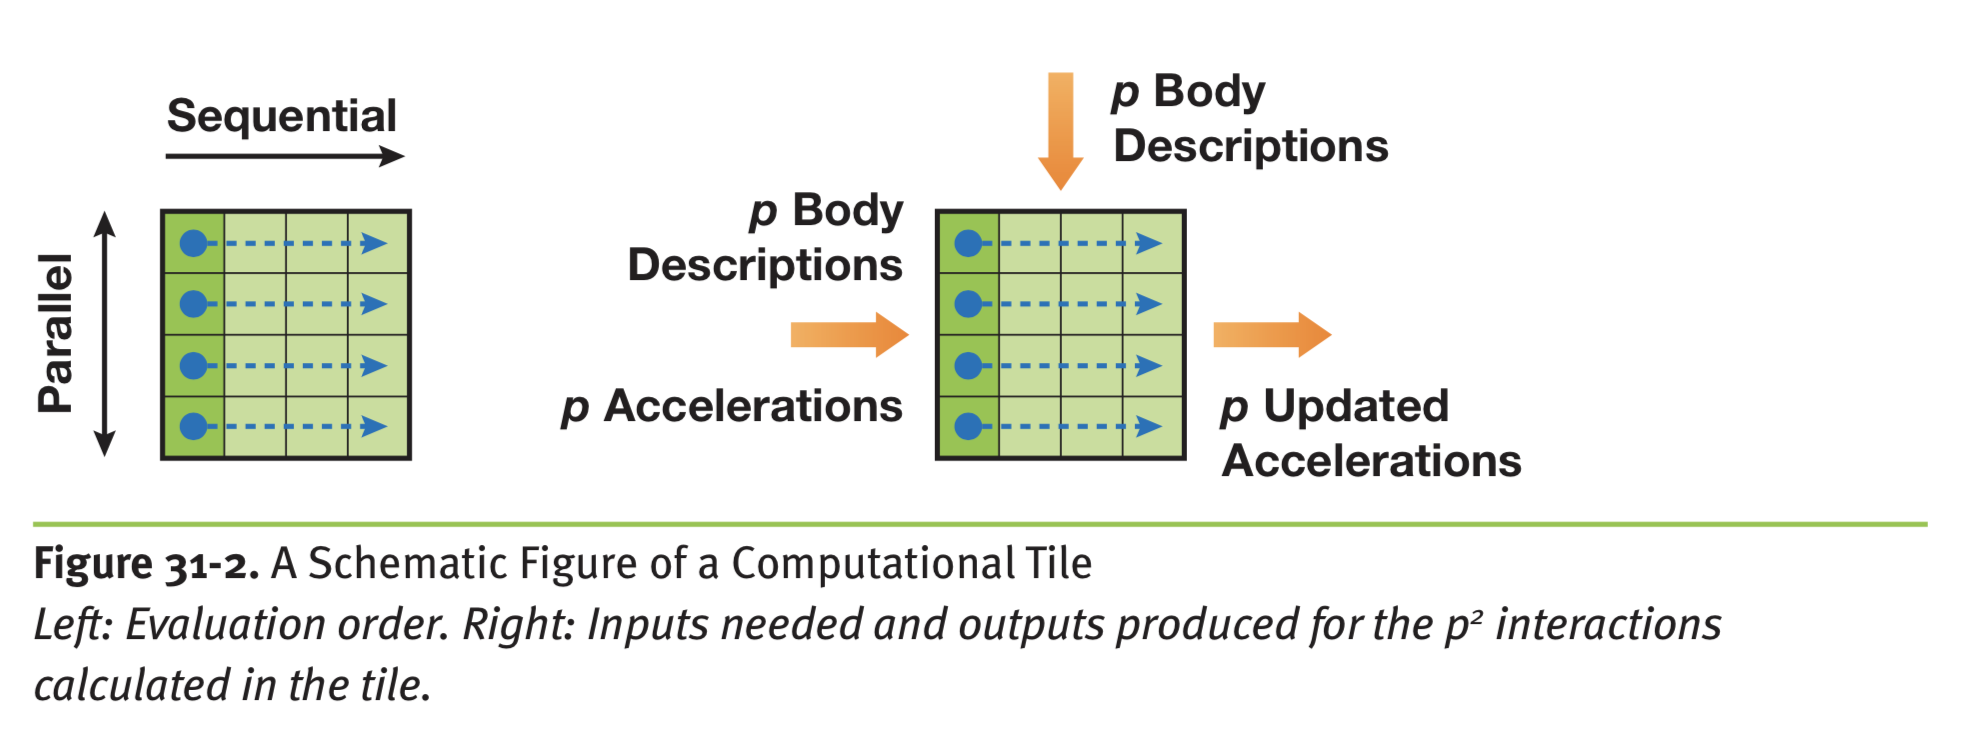 Sequential
Parallel
p Body
Descriptions
p Body
Descriptions
p Accelerations
p Updated
Accelerations
Figure 31-2. A Schematic Figure of a Computational Tile
Left: Evaluation order. Right: Inputs needed and outputs produced for the p² interactions
calculated in the tile.